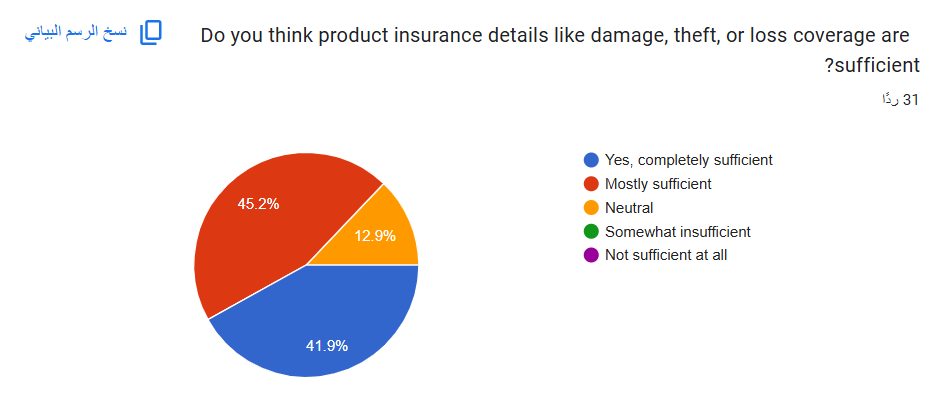 نسخ الرسم البياني
Do you think product insurance details like damage, theft, or loss coverage are
?sufficient
31 ردًا
45.2%
12.9%
41.9%
Yes, completely sufficient
Mostly sufficient
Neutral
Somewhat insufficient
Not sufficient at all